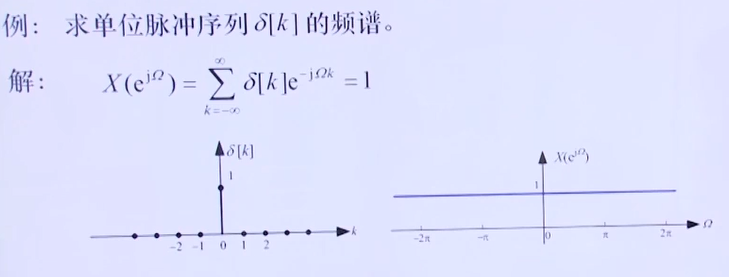 例： 求单位脉冲序列δ[k]的频谱。
解： X(e^{jΩ}) = \sum_{k=-∞}^{∞} δ[k]e^{-jΩk} = 1
δ[k]
1
-2 -1 0 1 2 k
X(e^{jΩ})
1
-2π -π 0 π 2π Ω